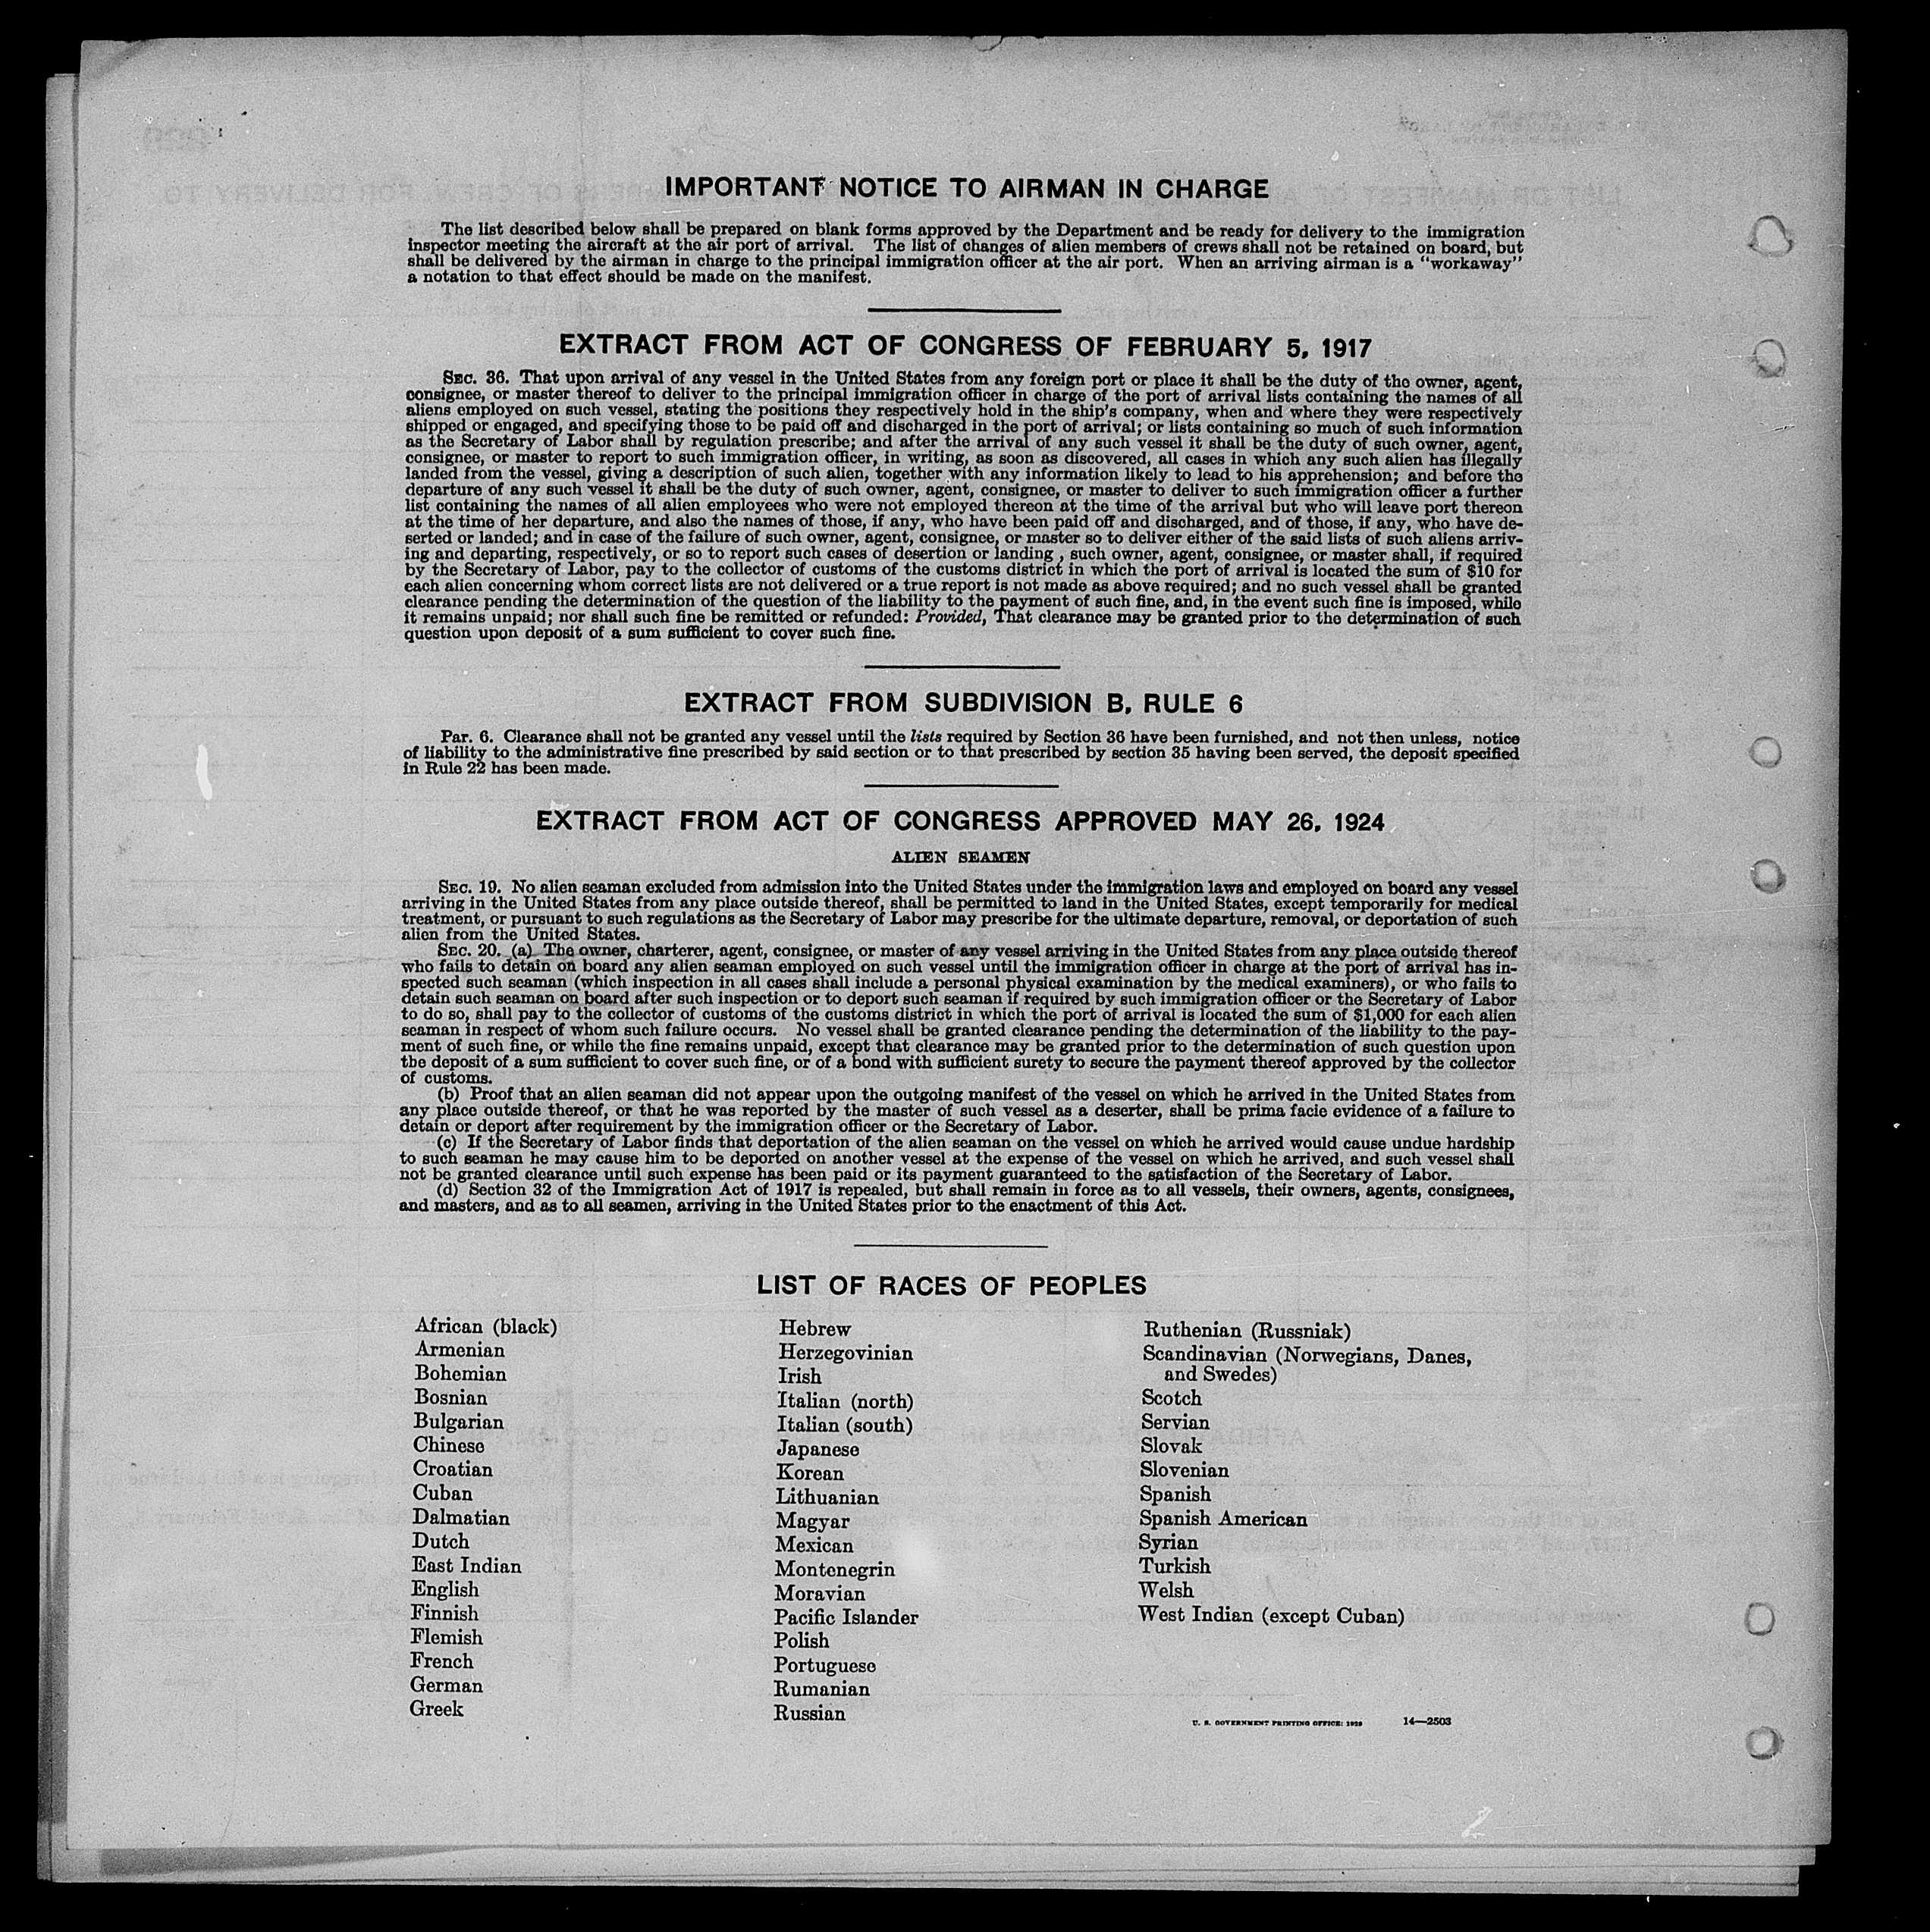 IMPORTANT NOTICE TO AIRMAN IN CHARGE
The list described below shall be prepared on blank forms approved by the Department and be ready for delivery to the immigration
inspector meeting the aircraft at the air port of arrival. The list of changes of alien members of crews shall not be retained on board, but
shall be delivered by the airman in charge to the principal immigration officer at the air port. When an arriving airman is a "workaway"
a notation to that effect should be made on the manifest.
EXTRACT FROM ACT OF CONGRESS OF FEBRUARY 5, 1917
SEC. 36. That upon arrival of any vessel in the United States from any foreign port or place it shall be the duty of the owner, agent,
consignee, or master thereof to deliver to the principal immigration officer in charge of the port of arrival lists containing the names of all
aliens employed on such vessel, stating the positions they respectively hold in the ship's company, when and where they were respectively
shipped or engaged, and specifying those to be paid off and discharged in the port of arrival; or lists containing so much of such information
as the Secretary of Labor shall by regulation prescribe; and after the arrival of any such vessel it shall be the duty of such owner, agent,
consignee, or master to report to such immigration officer, in writing, as soon as discovered, all cases in which any such alien has illegally
landed from the vessel, giving a description of such alien, together with any information likely to lead to his apprehension; and before the
departure of any such vessel it shall be the duty of such owner, agent, consignee, or master to deliver to such immigration officer a further
list containing the names of all alien employees who were not employed thereon at the time of the arrival but who will leave port thereon
at the time of her departure, and also the names of those, if any, who have been paid off and discharged, and of those, if any, who have de-
serted or landed; and in case of the failure of such owner, agent, consignee, or master so to deliver either of the said lists of such aliens arriv-
ing and departing, respectively, or so to report such cases of desertion or landing , such owner, agent, consignee, or master shall, if required
by the Secretary of Labor, pay to the collector of customs of the customs district in which the port of arrival is located the sum of $10 for
each alien concerning whom correct lists are not delivered or a true report is not made as above required; and no such vessel shall be granted
clearance pending the determination of the question of the liability to the payment of such fine, and, in the event such fine is imposed, while
it remains unpaid; nor shall such fine be remitted or refunded: Provided, That clearance may be granted prior to the determination of such
question upon deposit of a sum sufficient to cover such fine.
EXTRACT FROM SUBDIVISION B, RULE 6
Par. 6. Clearance shall not be granted any vessel until the lists required by Section 36 have been furnished, and not then unless, notice
of liability to the administrative fine prescribed by said section or to that prescribed by section 35 having been served, the deposit specified
in Rule 22 has been made.
EXTRACT FROM ACT OF CONGRESS APPROVED MAY 26, 1924
ALIEN SEAMEN
SEC. 19. No alien seaman excluded from admission into the United States under the immigration laws and employed on board any vessel
arriving in the United States from any place outside thereof, shall be permitted to land in the United States, except temporarily for medical
treatment, or pursuant to such regulations as the Secretary of Labor may prescribe for the ultimate departure, removal, or deportation of such
alien from the United States.
SEC. 20. (a) The owner, charterer, agent, consignee, or master of any vessel arriving in the United States from any place outside thereof
who fails to detain on board any alien seaman employed on such vessel until the immigration officer in charge at the port of arrival has in-
spected such seaman (which inspection in all cases shall include a personal physical examination by the medical examiners), or who fails to
detain such seaman on board after such inspection or to deport such seaman if required by such immigration officer or the Secretary of Labor
to do so, shall pay to the collector of customs of the customs district in which the port of arrival is located the sum of $1,000 for each alien
seaman in respect of whom such failure occurs. No vessel shall be granted clearance pending the determination of the liability to the pay-
ment of such fine, or while the fine remains unpaid, except that clearance may be granted prior to the determination of such question upon
the deposit of a sum sufficient to cover such fine, or of a bond with sufficient surety to secure the payment thereof approved by the collector
of customs.
(b) Proof that an alien seaman did not appear upon the outgoing manifest of the vessel on which he arrived in the United States from
any place outside thereof, or that he was reported by the master of such vessel as a deserter, shall be prima facie evidence of a failure to
detain or deport after requirement by the immigration officer or the Secretary of Labor.
(c) If the Secretary of Labor finds that deportation of the alien seaman on the vessel on which he arrived would cause undue hardship
to such seaman he may cause him to be deported on another vessel at the expense of the vessel on which he arrived, and such vessel shall
not be granted clearance until such expense has been paid or its payment guaranteed to the satisfaction of the Secretary of Labor.
(d) Section 32 of the Immigration Act of 1917 is repealed, but shall remain in force as to all vessels, their owners, agents, consignees,
and masters, and as to all seamen, arriving in the United States prior to the enactment of this Act.
LIST OF RACES OF PEOPLES
African (black)
Armenian
Bohemian
Bosnian
Bulgarian
Chinese
Croatian
Cuban
Dalmatian
Dutch
East Indian
English
Finnish
Flemish
French
German
Greek
Hebrew
Herzegovinian
Irish
Italian (north)
Italian (south)
Japanese
Korean
Lithuanian
Magyar
Mexican
Montenegrin
Moravian
Pacific Islander
Polish
Portuguese
Rumanian
Russian
Ruthenian (Russniak)
Scandinavian (Norwegians, Danes,
and Swedes)
Scotch
Servian
Slovak
Slovenian
Spanish
Spanish American
Syrian
Turkish
Welsh
West Indian (except Cuban)
U. S. GOVERNMENT PRINTING OFFICE: 1929 14—2503